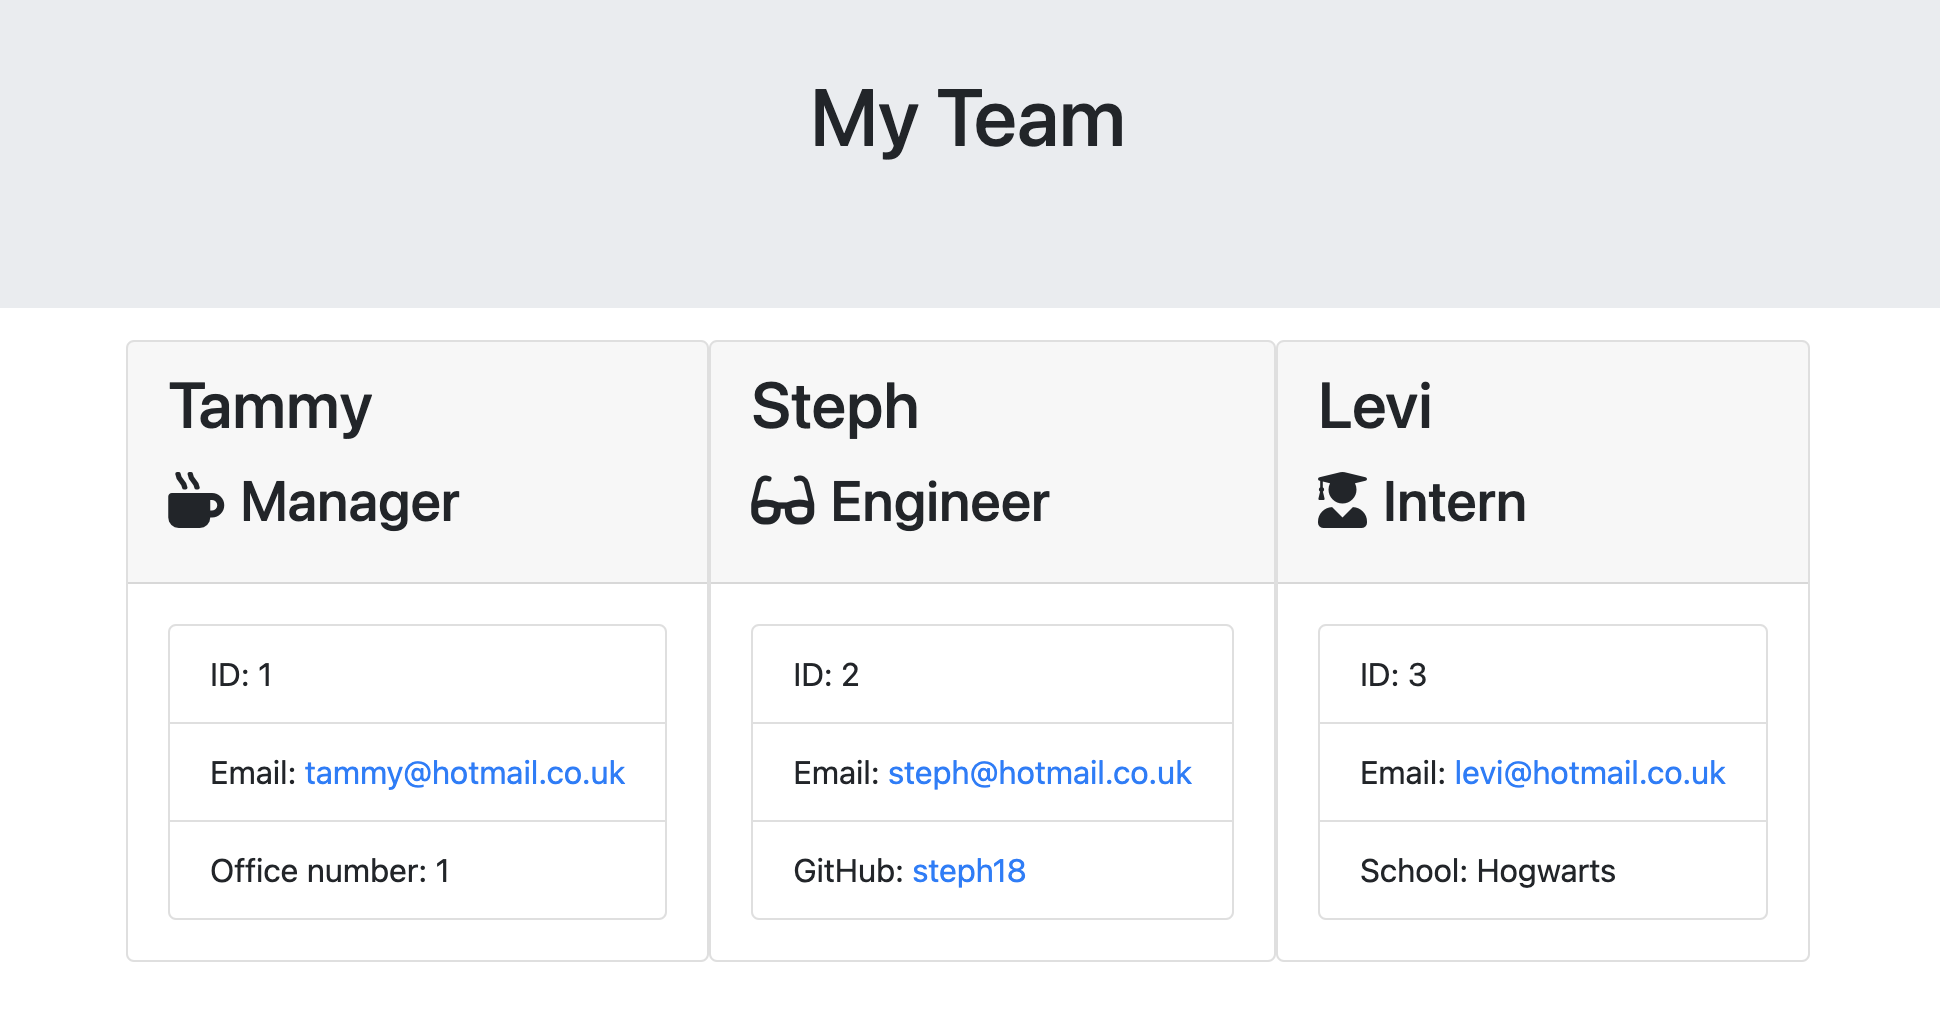 My Team
Tammy
Manager
ID: 1
Email: tammy@hotmail.co.uk
Office number: 1
Steph
Engineer
ID: 2
Email: steph@hotmail.co.uk
GitHub: steph18
Levi
Intern
ID: 3
Email: levi@hotmail.co.uk
School: Hogwarts